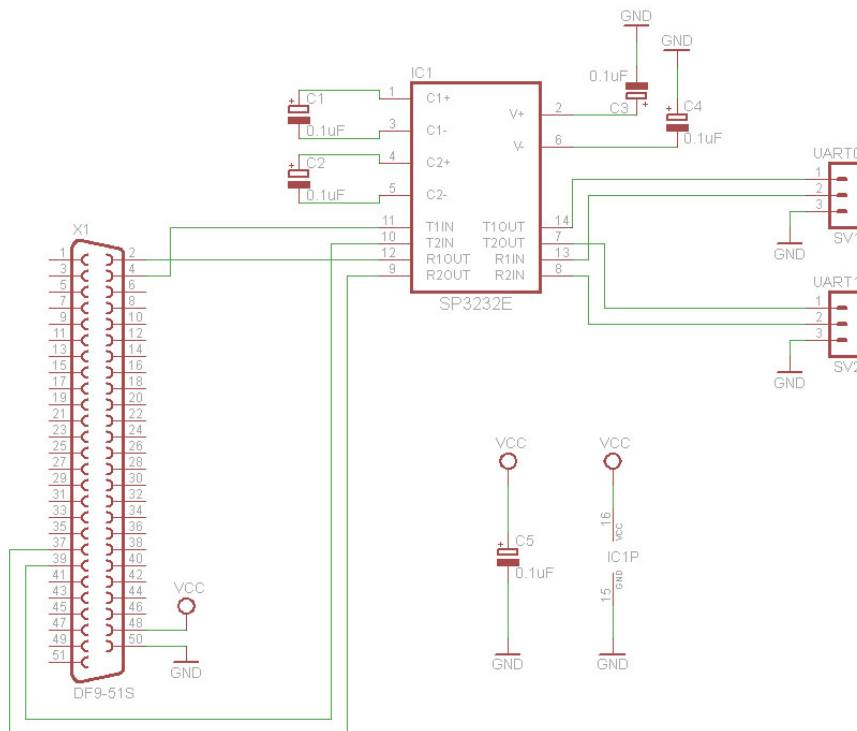 GND
GND
IC1
0.1uF
C1
0.1uF
1
C1+
3
C1-
V+
2
C3
C4
0.1uF
4
C2+
V-
6
C2
0.1uF
5
C2-
UART0
1
2
3
SV1
GND
11
T1IN
T1OUT
14
10
T2IN
T2OUT
7
12
R1OUT
R1IN
13
9
R2OUT
R2IN
8
SP3232E
UART1
1
2
3
SV2
GND
X1
1
2
3
4
5
6
7
8
9
10
11
12
13
14
15
16
17
18
19
20
21
22
23
24
25
26
27
28
29
30
31
32
33
34
35
36
37
38
39
40
41
42
43
44
45
46
47
48
49
50
51
DF9-51S
VCC
GND
VCC
C5
0.1uF
GND
VCC
16
VCC
IC1P
GND
15
GND